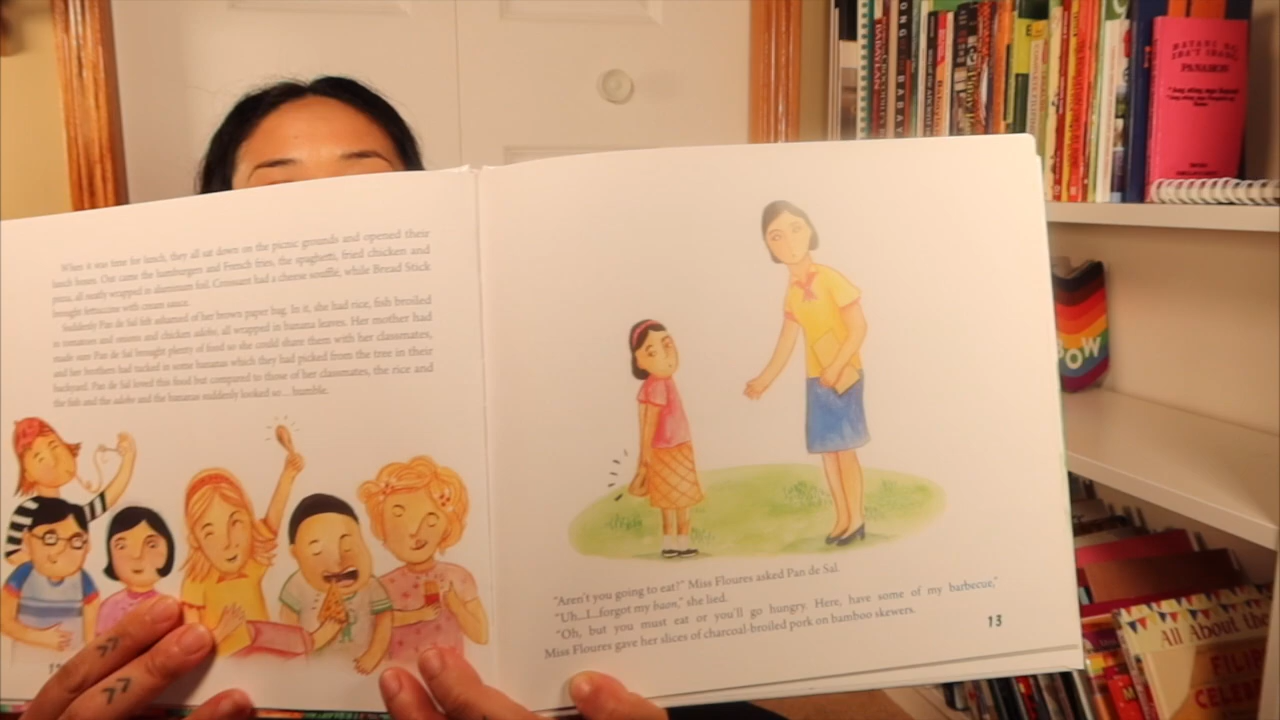 When it was time for lunch, they all sat down on the picnic grounds and opened their
lunch boxes. Out came the hamburgers and French fries, the spaghetti, fried chicken and
pizza, all neatly wrapped in aluminum foil. Croissant had a cheese soufflé, while Bread Stick
brought fettuccine with cream sauce.
Suddenly Pan de Sal felt ashamed of her brown paper bag. In it, she had rice, fish broiled
in tomatoes and onions and chicken adobo, all wrapped in banana leaves. Her mother had
made sure Pan de Sal brought plenty of food so she could share them with her classmates,
and her brothers had tucked in some bananas which they had picked from the tree in their
backyard. Pan de Sal loved this food but compared to those of her classmates, the rice and
the fish and the adobo and the bananas suddenly looked so... humble.
"Aren't you going to eat?" Miss Floures asked Pan de Sal.
"Uh...I...forgot my baon," she lied.
"Oh, but you must eat or you'll go hungry. Here, have some of my barbecue,"
Miss Floures gave her slices of charcoal-broiled pork on bamboo skewers.
13
POW
All About the